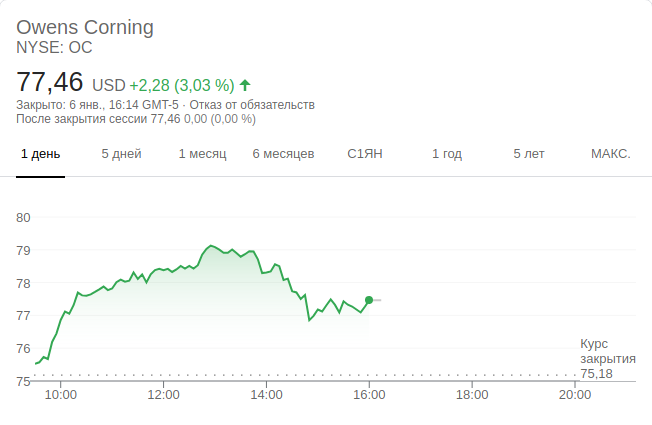 Owens Corning
NYSE: OC
77,46 USD +2,28 (3,03 %)
Закрыто: 6 янв., 16:14 GMT-5 · Отказ от обязательств
После закрытия сессии 77,46 0,00 (0,00 %)
1 день 5 дней 1 месяц 6 месяцев С1ЯН 1 год 5 лет МАКС.
80
79
78
77
76
75
Курс
закрытия
75,18
10:00 12:00 14:00 16:00 18:00 20:00